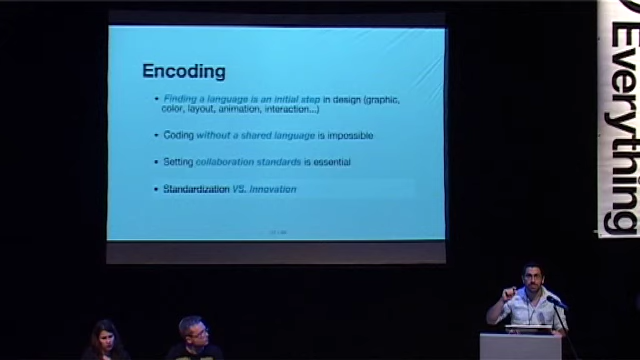 Encoding
• Finding a language is an initial step in design (graphic,
color, layout, animation, interaction...)
• Coding without a shared language is impossible
• Setting collaboration standards is essential
• Standardization VS. Innovation
Everything